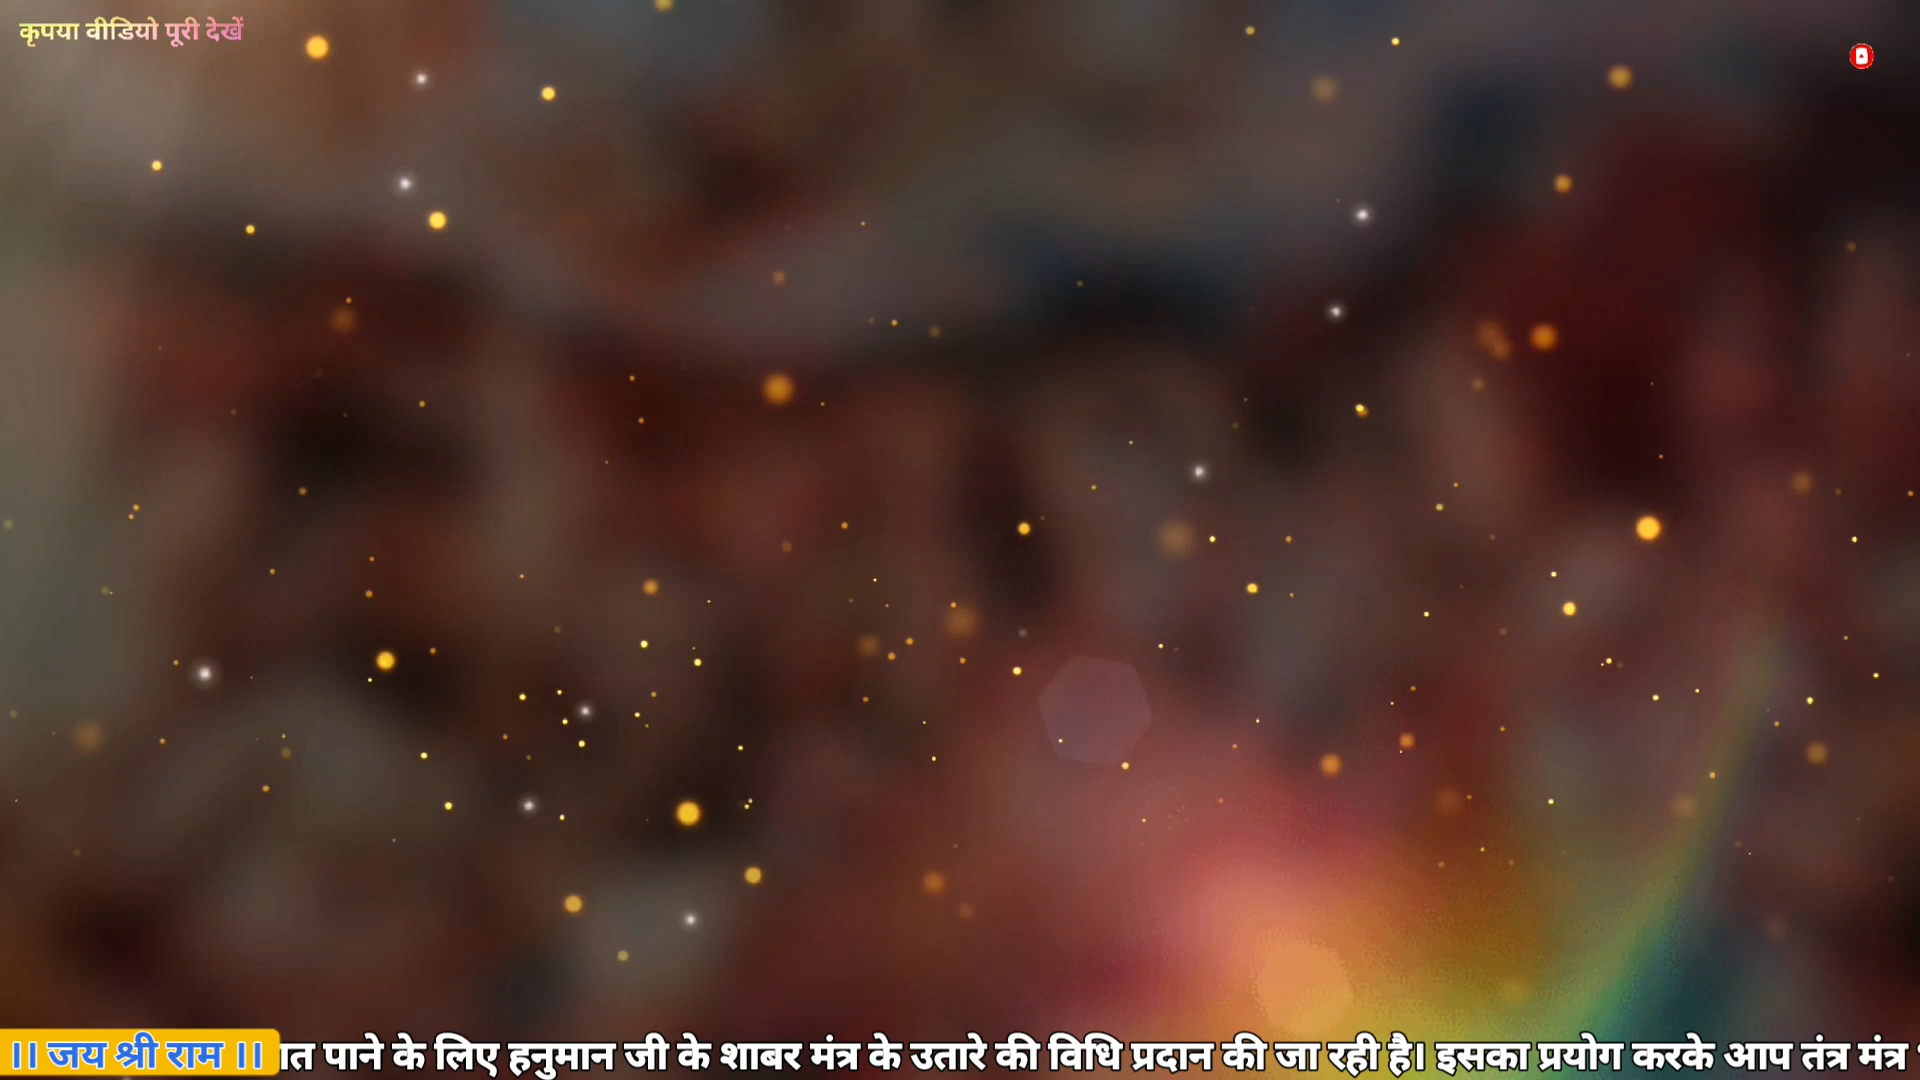 कृपया वीडियो पूरी देखें
।। जय श्री राम ।। पाने के लिए हनुमान जी के शाबर मंत्र के उतारे की विधि प्रदान की जा रही है। इसका प्रयोग करके आप तंत्र मंत्र